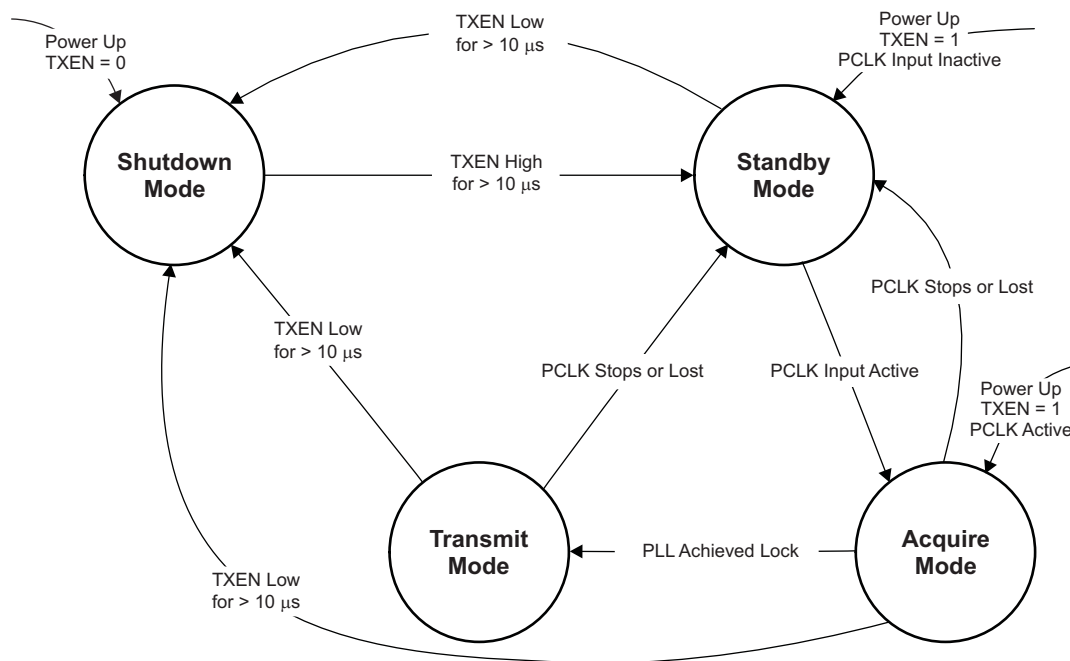 Power Up
TXEN = 0
TXEN Low
for > 10 μs
Power Up
TXEN = 1
PCLK Input Inactive
Shutdown
Mode
TXEN High
for > 10 μs
Standby
Mode
PCLK Stops or Lost
TXEN Low
for > 10 μs
PCLK Stops or Lost
PCLK Input Active
Power Up
TXEN = 1
PCLK Active
Transmit
Mode
PLL Achieved Lock
Acquire
Mode
TXEN Low
for > 10 μs